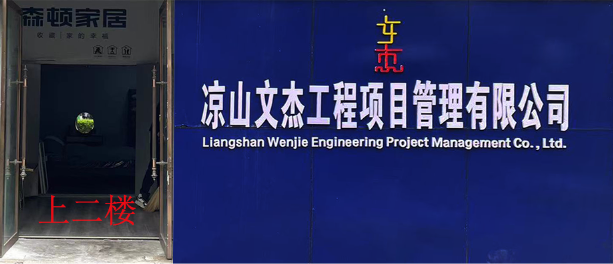 森顿家居
上二楼
文杰
凉山文杰工程项目管理有限公司
Liangshan Wenjie Engineering Project Management Co., Ltd.